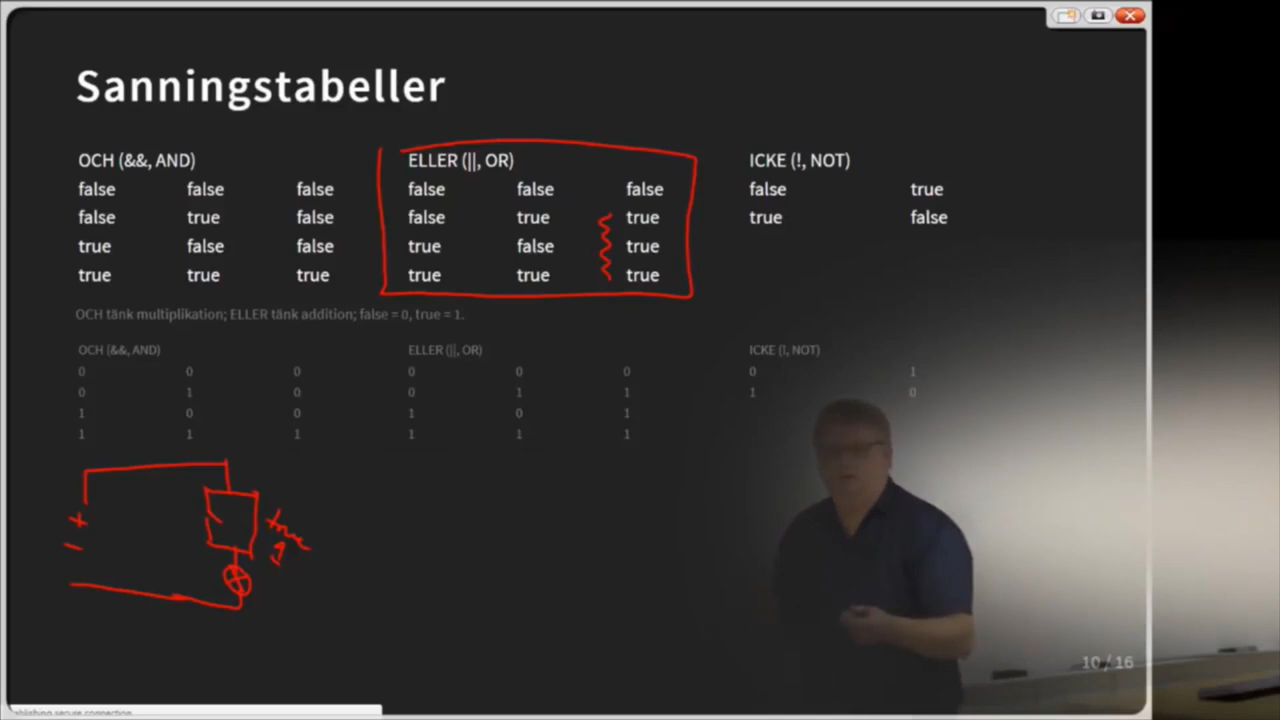 Sanningstabeller
OCH (&&, AND) ELLER (||, OR) ICKE (!, NOT)
false false false false false false false true
false true false false true true true false
true false false true false true
true true true true true true
OCH tänk multiplikation; ELLER tänk addition; false = 0, true = 1.
OCH (&&, AND) ELLER (||, OR) ICKE (!, NOT)
0 0 0 0 0 0 0 1
0 1 0 0 1 1 1 0
1 0 0 1 0 1
1 1 1 1 1 1
+
true
-
10 / 16
secure connection